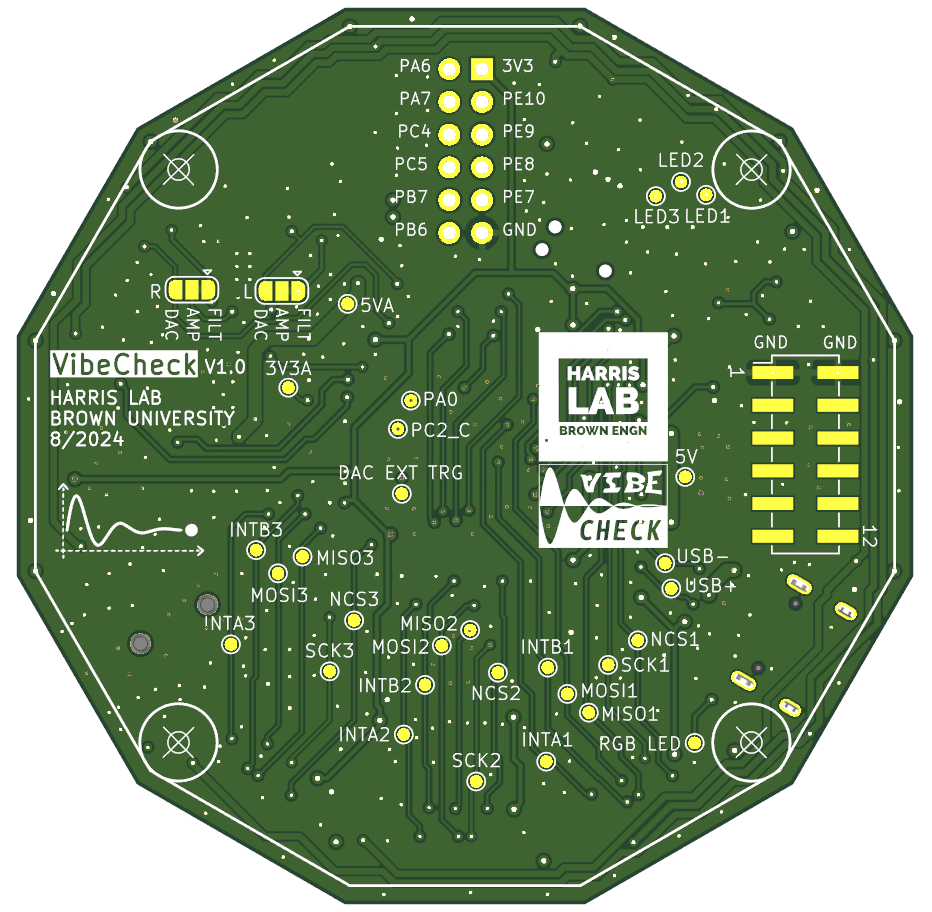 PA6 3V3
PA7 PE10
PC4 PE9
PC5 PE8
PB7 PE7
PB6 GND
LED2
LED3 LED1
R L
DAC AMP FILT
DAC AMP FILT
5VA
VibeCheck V1.0
HARRIS LAB
BROWN UNIVERSITY
8/2024
3V3A
PA0
PC2_C
DAC EXT TRG
HARRIS
LAB
BROWN ENGN
VIBE
CHECK
GND GND
1
12
5V
USB-
USB+
INTB3
MISO3
MOSI3
NCS3
INTA3
SCK3
MISO2
MOSI2
INTB2
NCS2
INTA2
SCK2
INTB1
NCS1
SCK1
MOSI1
MISO1
INTA1
RGB LED